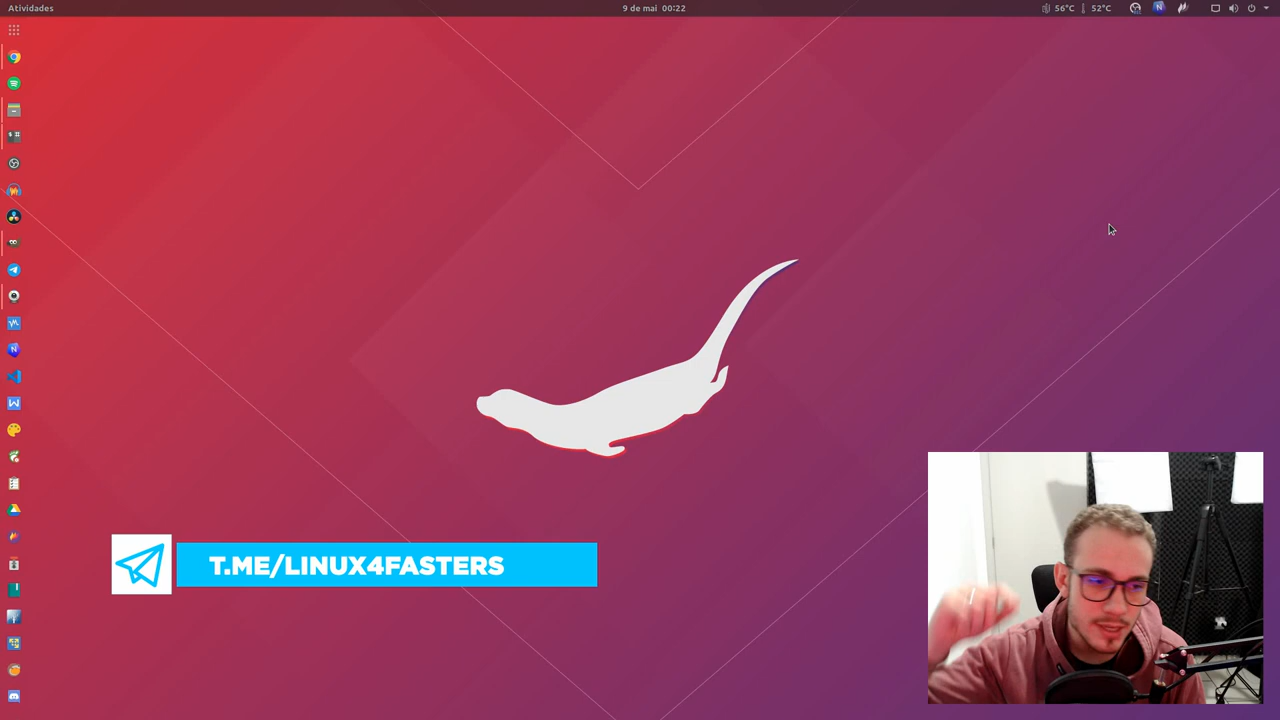 Atividades
9 de mai 00:22
56°C
52°C
T.ME/LINUX4FASTERS